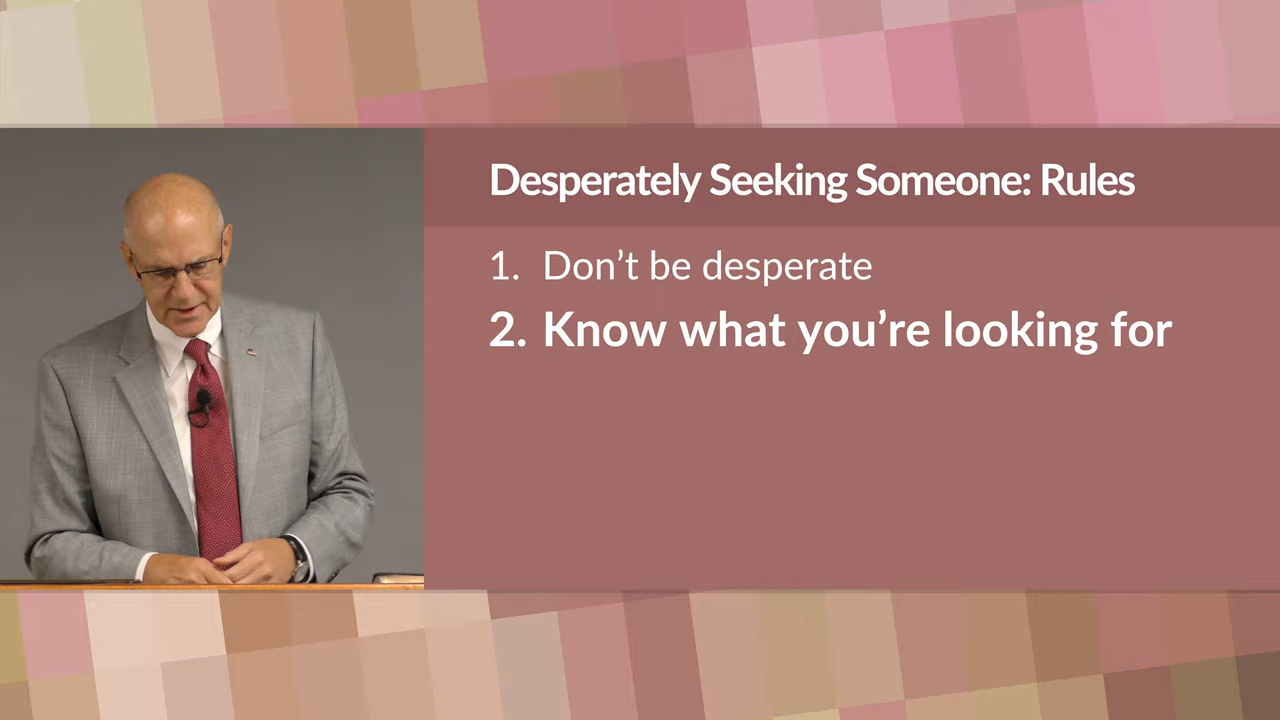 Desperately Seeking Someone: Rules
1. Don’t be desperate
2. Know what you’re looking for